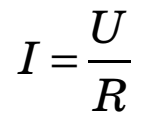 I = U/R